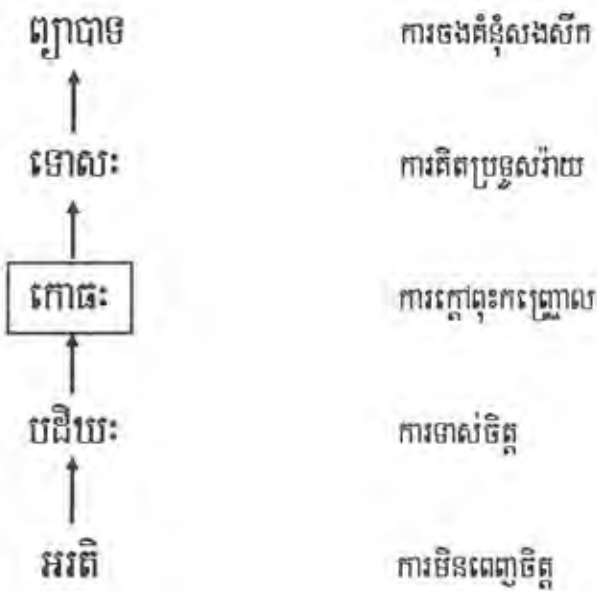 ព្យាបាទ ការចងគំនុំសងសឹក
ទោសះ ការគិតប្រទូសរ៉ាយ
កោធះ ការក្ដៅពុះកញ្ជ្រោល
បដិឃះ ការទាស់ចិត្ត
អរតិ ការមិនពេញចិត្ត